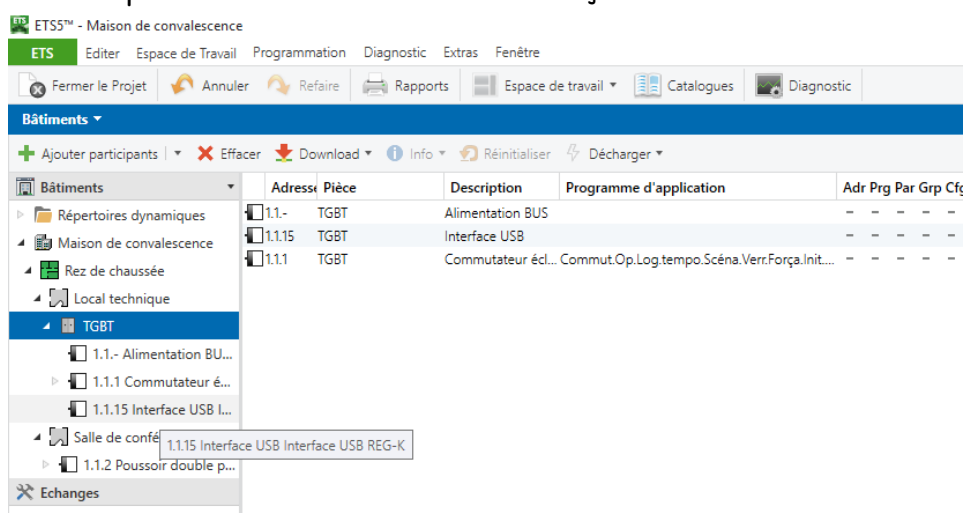 ETS ETS5™ - Maison de convalescence
ETS Editer Espace de Travail Programmation Diagnostic Extras Fenêtre
Fermer le Projet Annuler Refaire Rapports Espace de travail Catalogues Diagnostic
Bâtiments
Ajouter participants Effacer Download Info Réinitialiser Décharger
Bâtiments Adresse Pièce Description Programme d'application Adr Prg Par Grp Cfg
Répertoires dynamiques 1.1.- TGBT Alimentation BUS - - - - -
Maison de convalescence 1.1.15 TGBT Interface USB - - - - -
Rez de chaussée 1.1.1 TGBT Commutateur écl... Commut.Op.Log.tempo.Scéna.Verr.Força.Init.... - - - - -
Local technique
TGBT
1.1.- Alimentation BU...
1.1.1 Commutateur é...
1.1.15 Interface USB I...
Salle de confé
1.1.15 Interface USB Interface USB REG-K
1.1.2 Poussoir double p...
Echanges